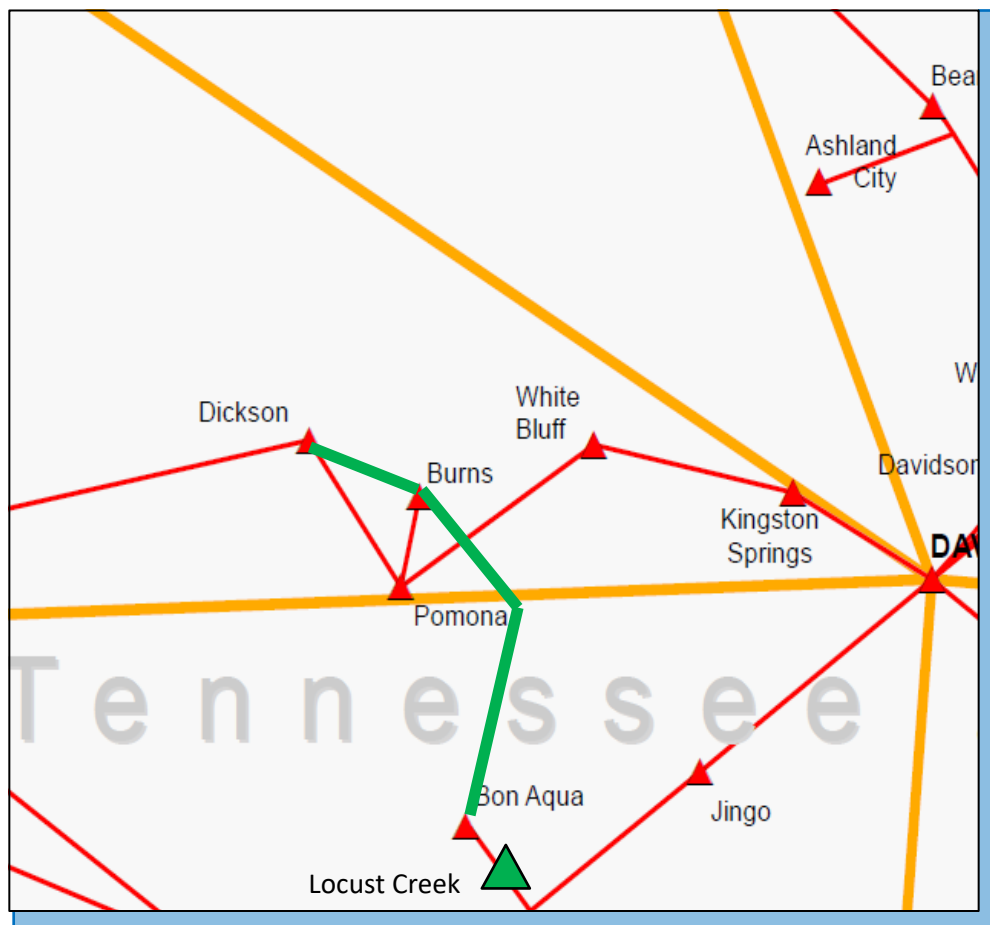 Bea
Ashland
City
W
White
Bluff
Dickson
Burns
Davidson
Kingston
Springs
DAV
Pomona
Tennessee
Bon Aqua
Jingo
Locust Creek